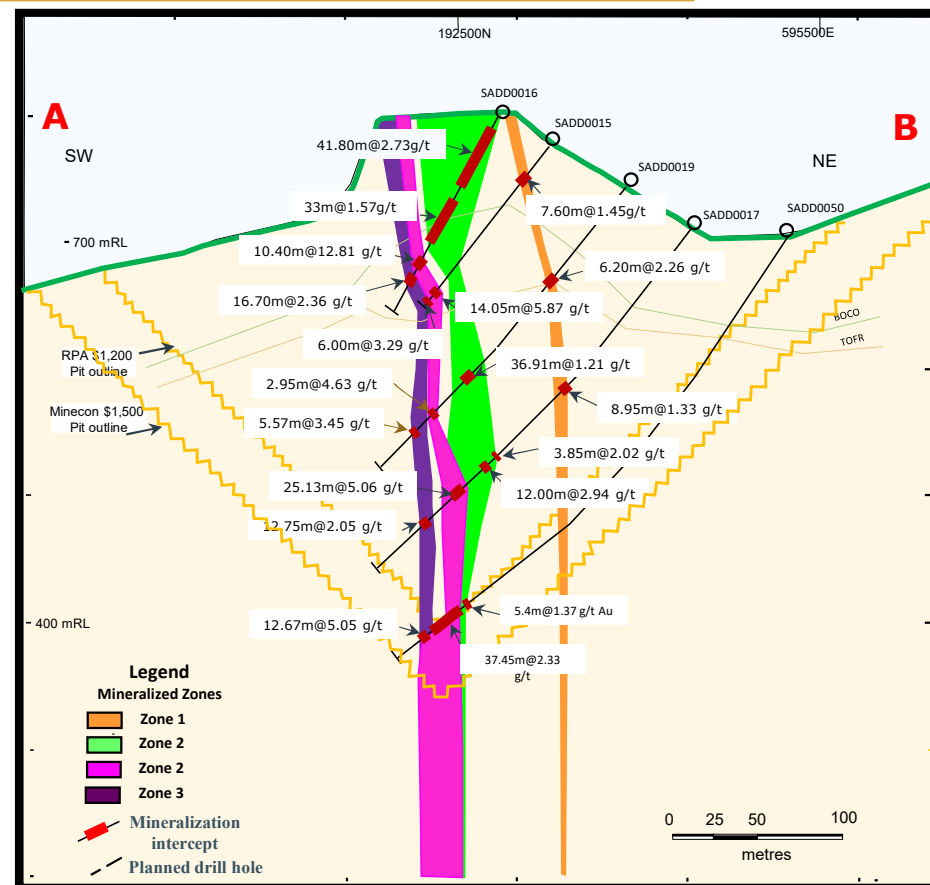 192500N
595500E
A
B
SW
NE
SADD0016
SADD0015
SADD0019
SADD0017
SADD0050
41.80m@2.73g/t
33m@1.57g/t
7.60m@1.45g/t
- 700 mRL
10.40m@12.81 g/t
6.20m@2.26 g/t
16.70m@2.36 g/t
14.05m@5.87 g/t
BOCO
TOFR
6.00m@3.29 g/t
RPA $1,200
Pit outline
36.91m@1.21 g/t
2.95m@4.63 g/t
Minecon $1,500
Pit outline
8.95m@1.33 g/t
5.57m@3.45 g/t
3.85m@2.02 g/t
25.13m@5.06 g/t
12.00m@2.94 g/t
12.75m@2.05 g/t
5.4m@1.37 g/t Au
400 mRL
12.67m@5.05 g/t
37.45m@2.33
g/t
Legend
Mineralized Zones
Zone 1
Zone 2
Zone 2
Zone 3
Mineralization
intercept
Planned drill hole
0 25 50 100
metres